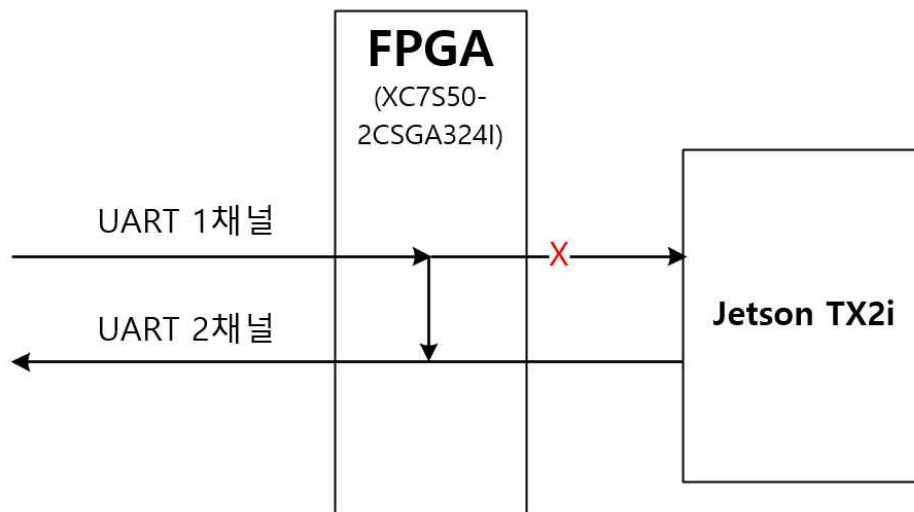 FPGA
(XC7S50-
2CSGA324I)
UART 1채널
X
UART 2채널
Jetson TX2i